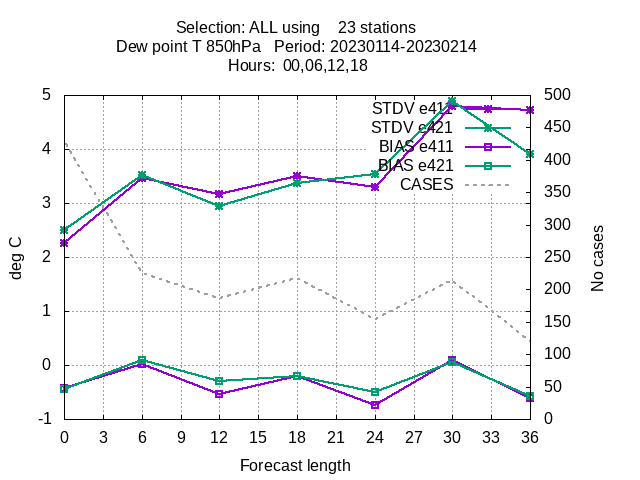 Selection: ALL using    23 stations
Dew point T 850hPa   Period: 20230114-20230214
Hours:  00,06,12,18
STDV e411
STDV e421
BIAS e411
BIAS e421
CASES
5
4
3
2
1
0
-1
deg C
500
450
400
350
300
250
200
150
100
50
0
No cases
0 3 6 9 12 15 18 21 24 27 30 33 36
Forecast length